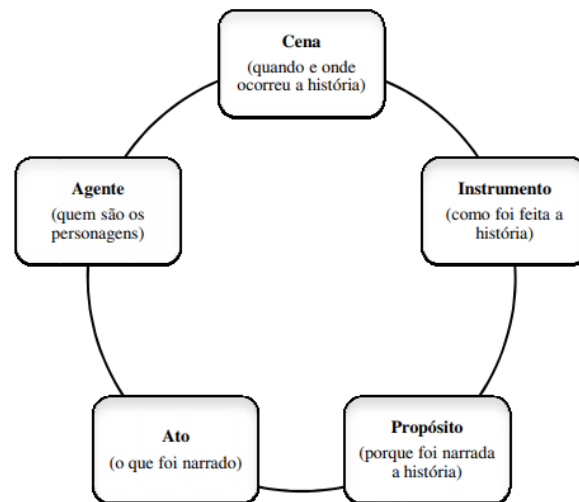 Cena
(quando e onde
ocorreu a história)
Agente
(quem são os
personagens)
Instrumento
(como foi feita a
história)
Ato
(o que foi narrado)
Propósito
(porque foi narrada
a história)